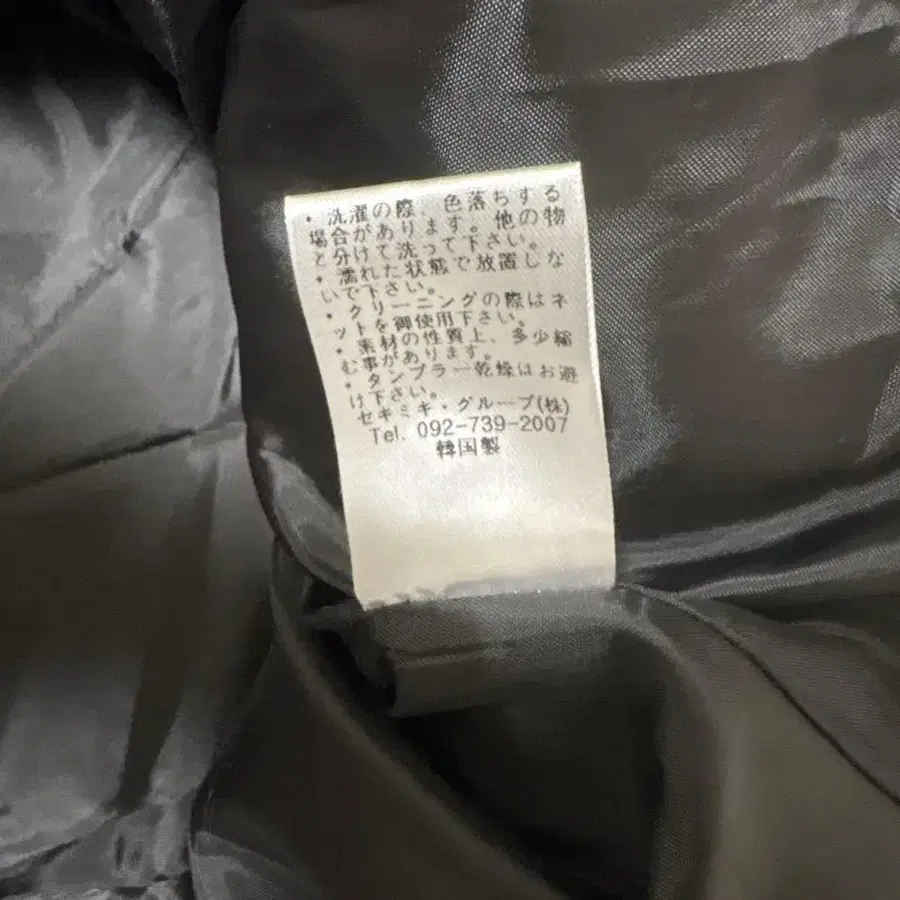 ・洗濯の際、色落ちする
場合があります。他の物
と分けて洗って下さい。
・濡れた状態で放置しな
いで下さい。
・クリーニングの際はネ
ットを御使用下さい。
・素材の性質上、多少縮
む事があります。
・タンブラー乾燥はお避
け下さい。
セキミキ・グループ(株)
Tel. 092-739-2007
韓国製